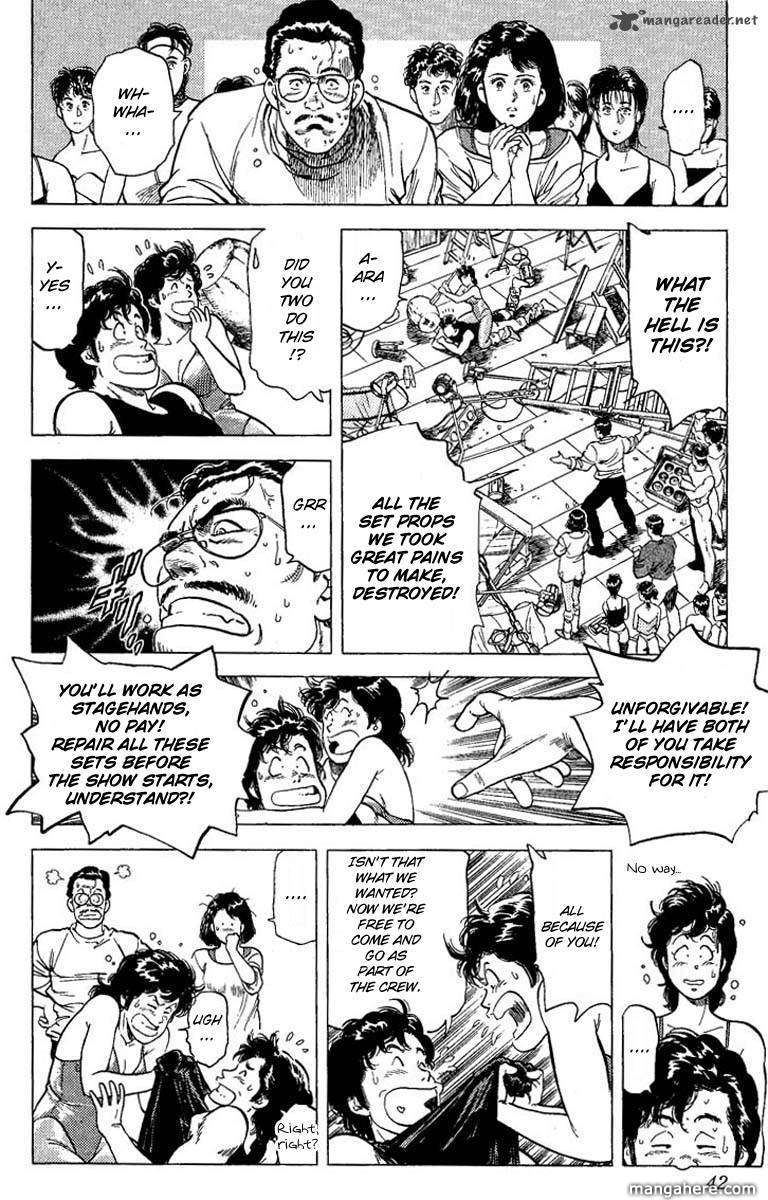 mangareader.net
....
WH-
WHA-
...
WHAT
THE
HELL IS
THIS?!
A-
ARA
...
ALL THE
SET PROPS
WE TOOK
GREAT PAINS
TO MAKE,
DESTROYED!
DID
YOU
TWO
DO
THIS
!?
Y-
YES
...
GRR
...
UNFORGIVABLE!
I'LL HAVE BOTH
OF YOU TAKE
RESPONSIBILITY
FOR IT!
YOU'LL WORK AS
STAGEHANDS,
NO PAY!
REPAIR ALL THESE
SETS BEFORE
THE SHOW STARTS,
UNDERSTAND?!
No way...
....
ALL
BECAUSE
OF YOU!
ISN'T THAT
WHAT WE
WANTED?
NOW WE'RE
FREE TO
COME AND
GO AS
PART OF
THE CREW.
....
UGH
...
Right,
right?
42
mangahere.com